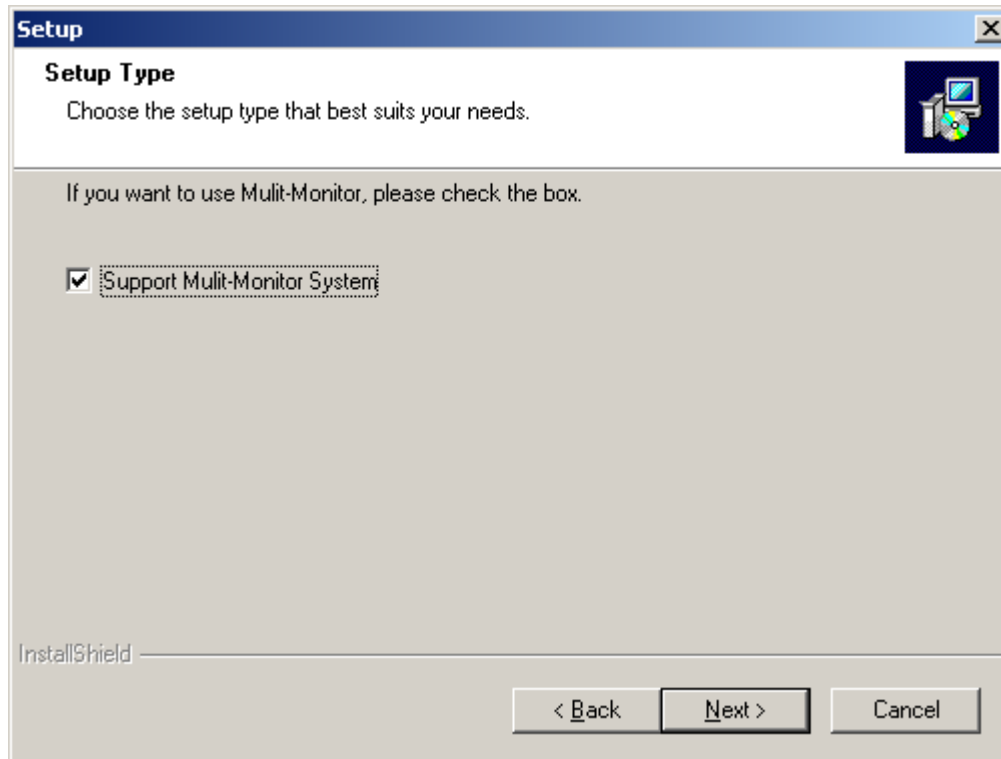 Setup
Setup Type
Choose the setup type that best suits your needs.
If you want to use Mulit-Monitor, please check the box.
Support Mulit-Monitor System
InstallShield
< Back Next > Cancel